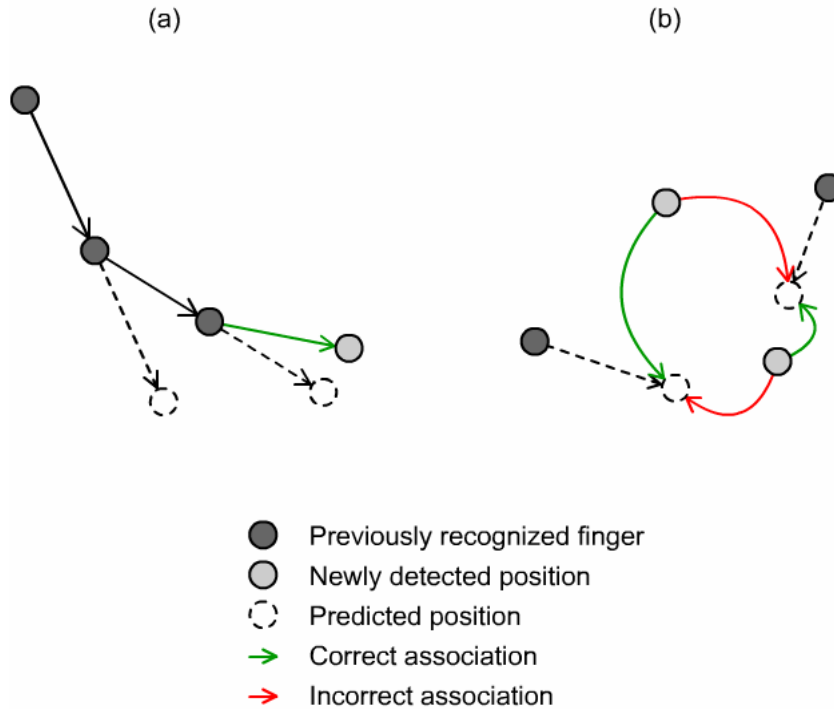 (a)
(b)
Previously recognized finger
Newly detected position
Predicted position
Correct association
Incorrect association